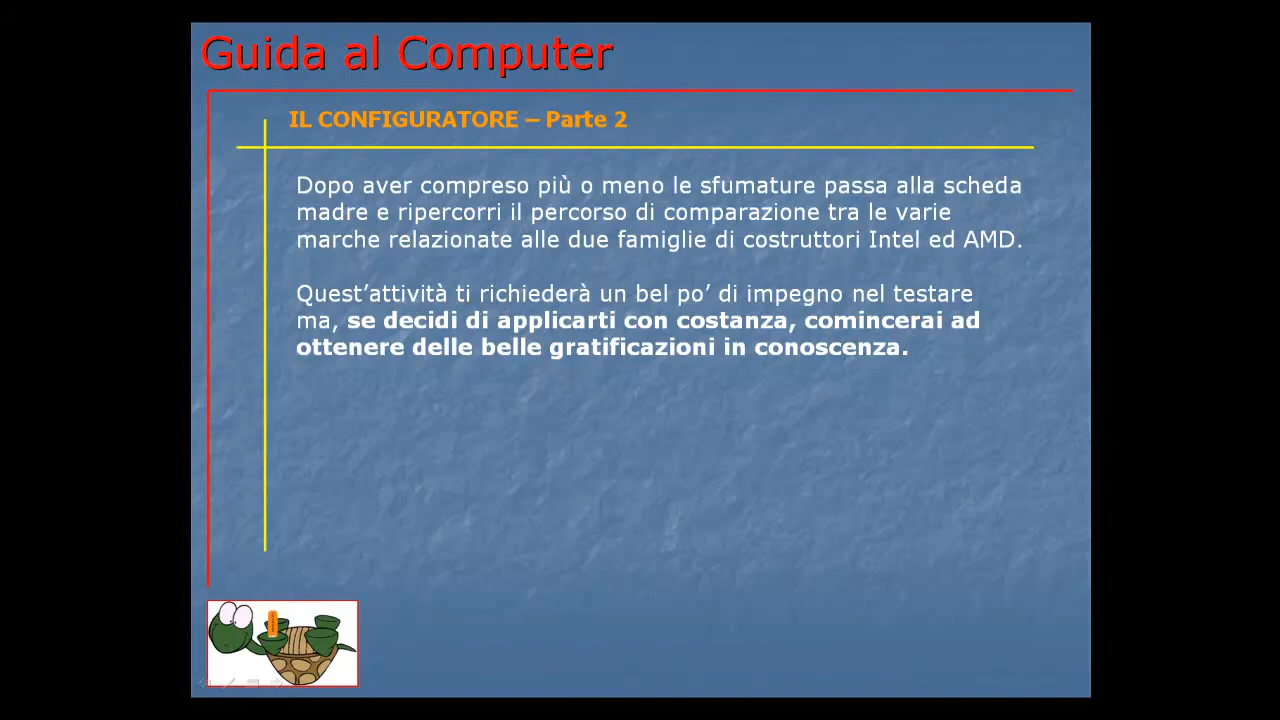 Guida al Computer
IL CONFIGURATORE – Parte 2
Dopo aver compreso più o meno le sfumature passa alla scheda
madre e ripercorri il percorso di comparazione tra le varie
marche relazionate alle due famiglie di costruttori Intel ed AMD.
Quest’attività ti richiederà un bel po’ di impegno nel testare
ma, se decidi di applicarti con costanza, comincerai ad
ottenere delle belle gratificazioni in conoscenza.